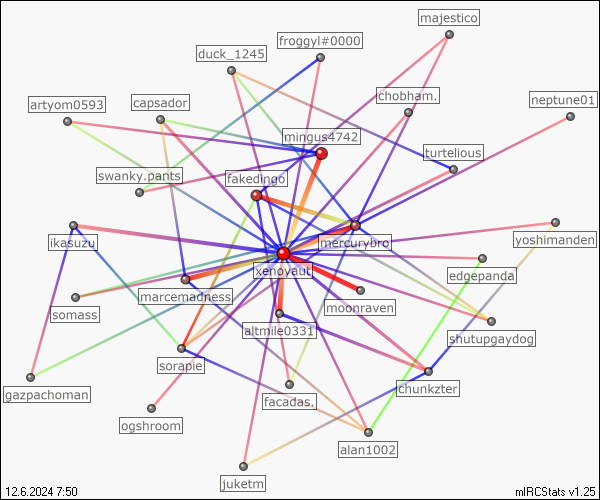 majestico
froggyl#0000
duck_1245
chobham.
neptune01
artyom0593
capsador
mingus4742
turtelious
swanky.pants
fakedingo
ikasuzu
mercurybro
yoshimanden
xenoyaut
edgepanda
marcemadness
moonraven
somass
altmile0331
shutupgaydog
sorapie
chunkzter
gazpachoman
facadas.
ogshroom
alan1002
juketm
12.6.2024 7:50
mIRCStats v1.25